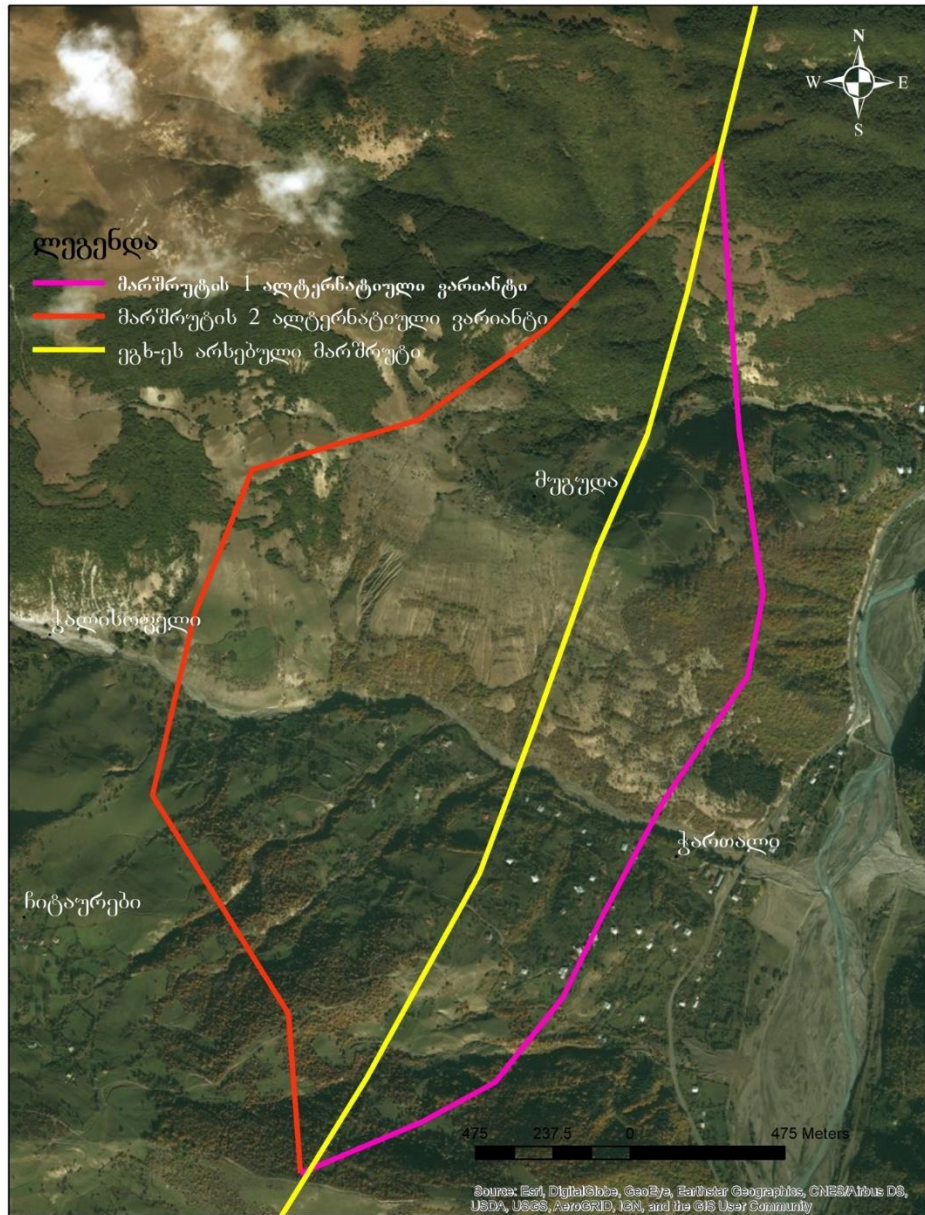 N
W E
S
ლეგენდა
მარშრუტის 1 ალტერნატიული ვარიანტი
მარშრუტის 2 ალტერნატიული ვარიანტი
ეგხ-ეს არსებული მარშრუტი
მუგუდა
ჭართალი
ჩიტაურები
475 237.5 0 475 Meters
Source: Esri, DigitalGlobe, GeoEye, Earthstar Geographics, CNES/Airbus DS,
USDA, USGS, AeroGRID, IGN, and the GIS User Community